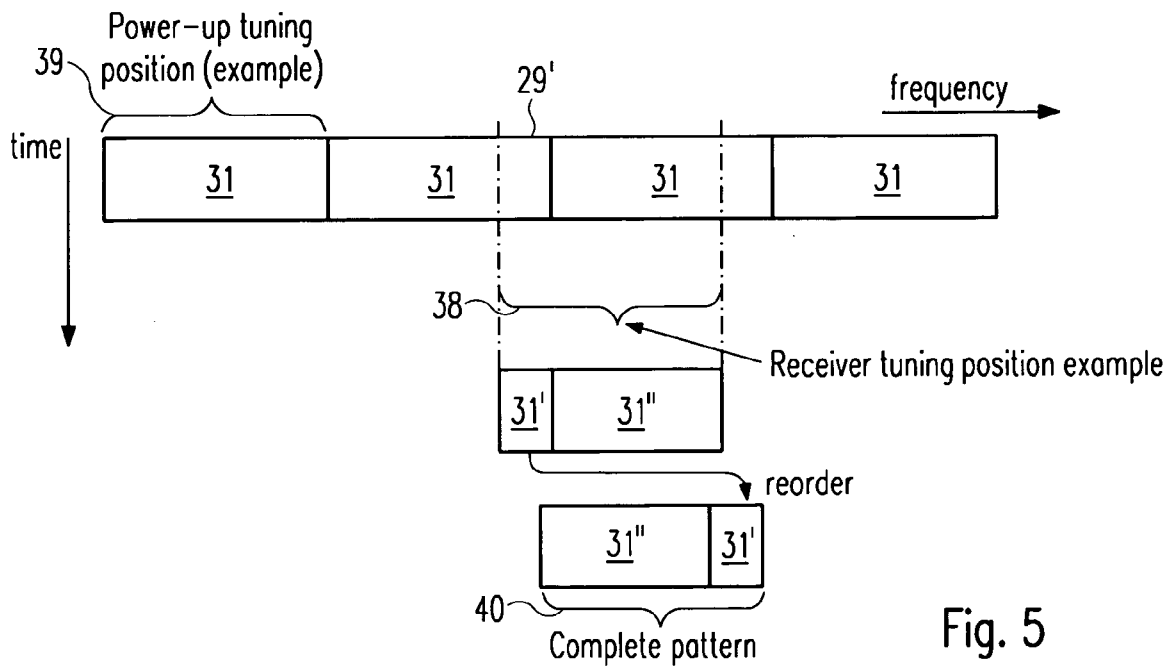 Power-up tuning
position (example)
39
29'
frequency
time
31 31 31 31
38
Receiver tuning position example
31' 31"
reorder
31" 31'
40
Complete pattern
Fig. 5